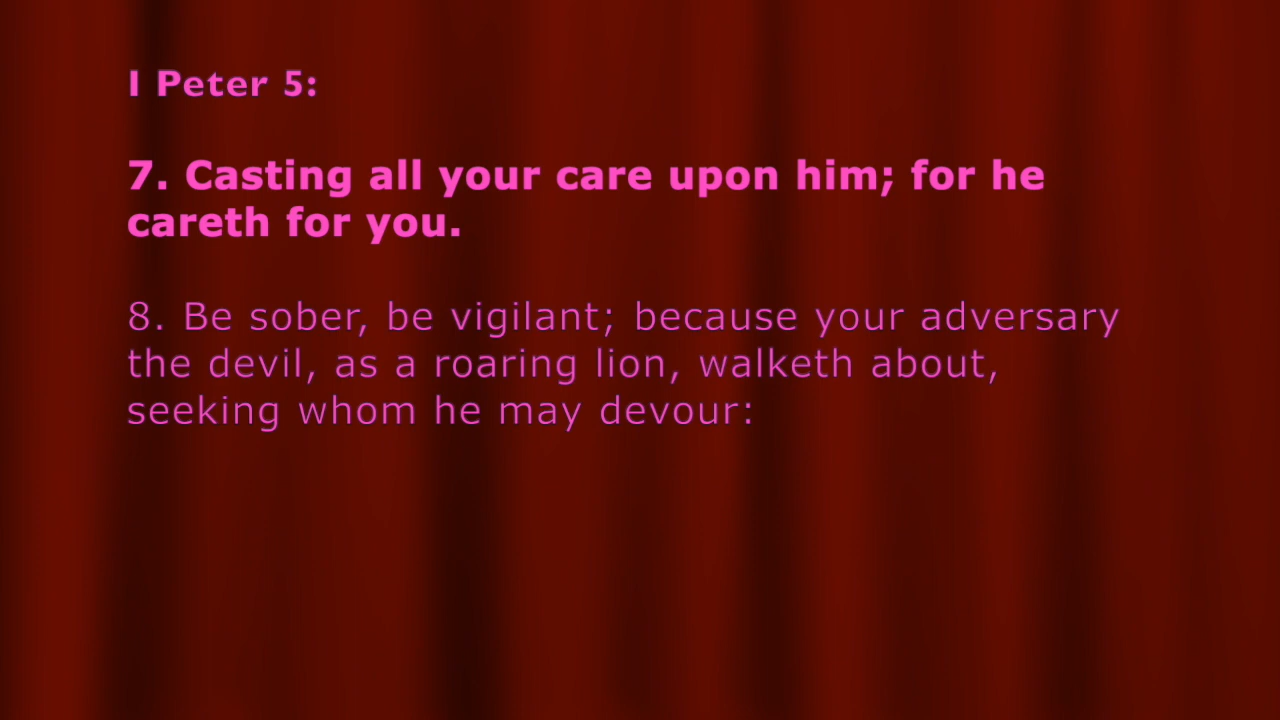 I Peter 5:
7. Casting all your care upon him; for he
careth for you.
8. Be sober, be vigilant; because your adversary
the devil, as a roaring lion, walketh about,
seeking whom he may devour: